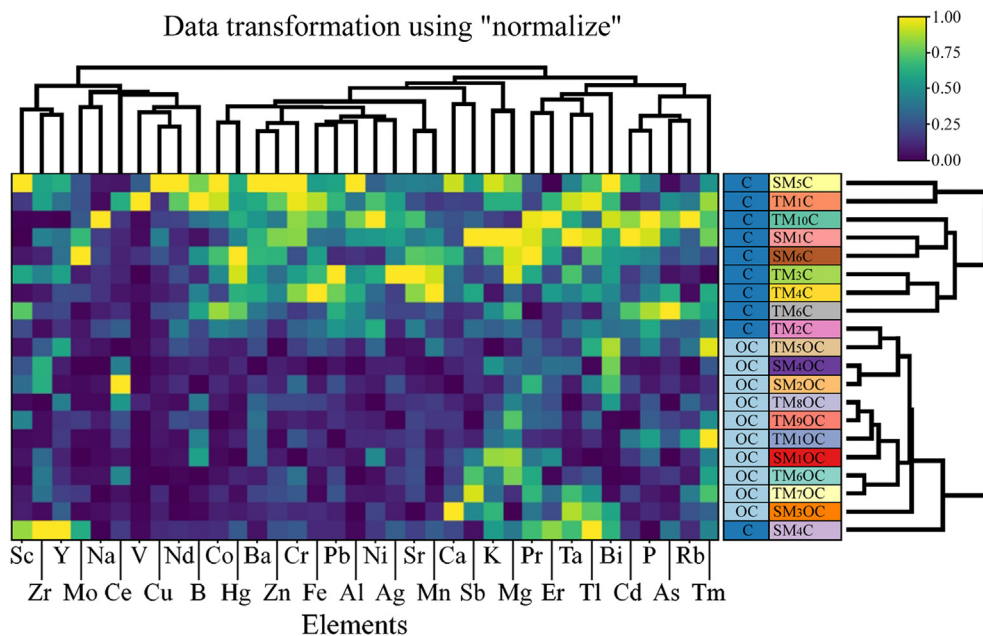 Data transformation using "normalize"
1.00
0.75
0.50
0.25
0.00
C SM5C
C TM1C
C TM10C
C SM1C
C SM6C
C TM3C
C TM4C
C TM6C
C TM2C
OC TM5OC
OC SM4OC
OC SM2OC
OC TM8OC
OC TM9OC
OC TM1OC
OC SM1OC
OC TM6OC
OC TM7OC
OC SM3OC
C SM4C
Sc Y Na V Nd Co Ba Cr Pb Ni Sr Ca K Pr Ta Bi P Rb
Zr Mo Ce Cu B Hg Zn Fe Al Ag Mn Sb Mg Er Tl Cd As Tm
Elements